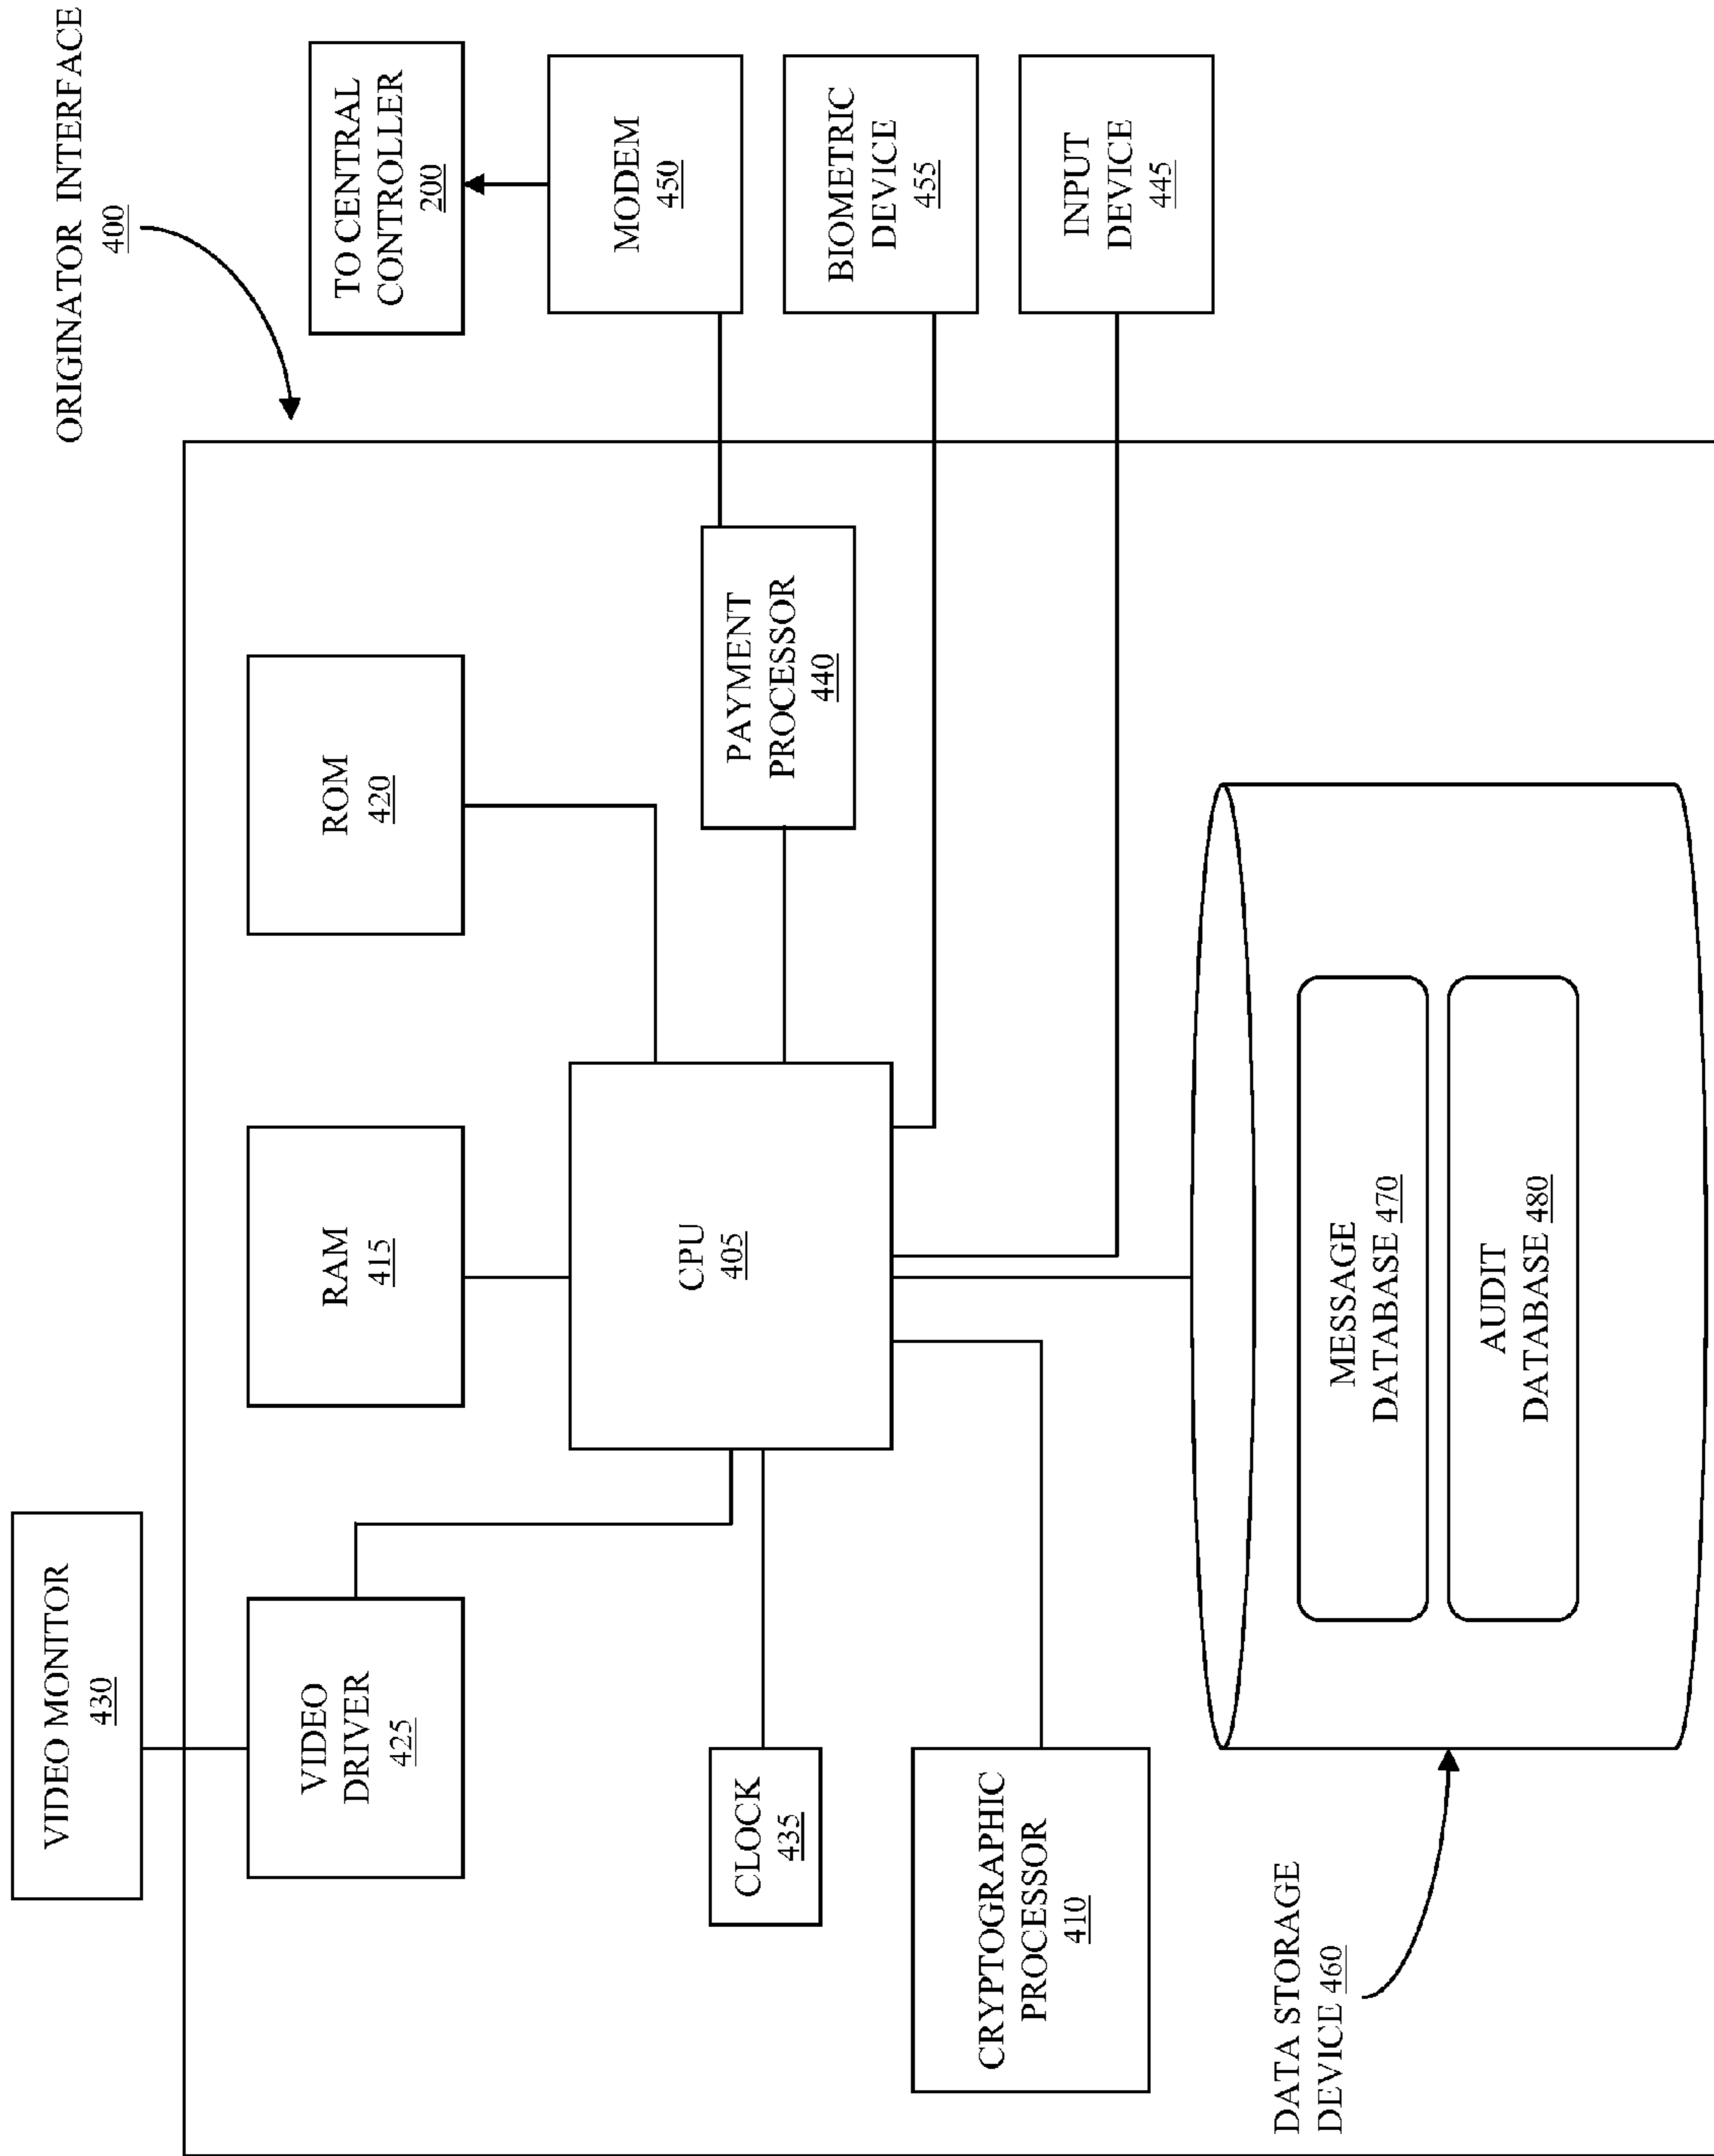 ORIGINATOR INTERFACE
400
VIDEO MONITOR
430
VIDEO
DRIVER
425
RAM
415
ROM
420
TO CENTRAL
CONTROLLER
200
CLOCK
435
CPU
405
PAYMENT
PROCESSOR
440
MODEM
450
CRYPTOGRAPHIC
PROCESSOR
410
BIOMETRIC
DEVICE
455
INPUT
DEVICE
445
DATA STORAGE
DEVICE 460
MESSAGE
DATABASE 470
AUDIT
DATABASE 480